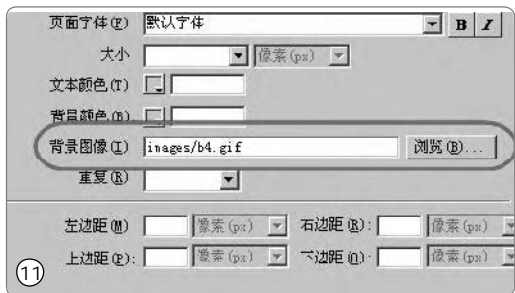 页面字体(F) 默认字体 B I
大小 像素(px)
文本颜色(T)
背景颜色(B)
背景图像(I) images/b4.gif 浏览(B)...
重复(R)
左边距(M) 像素(px) 右边距(R): 像素(px)
上边距(P): 像素(px) 下边距(O): 像素(px)
11